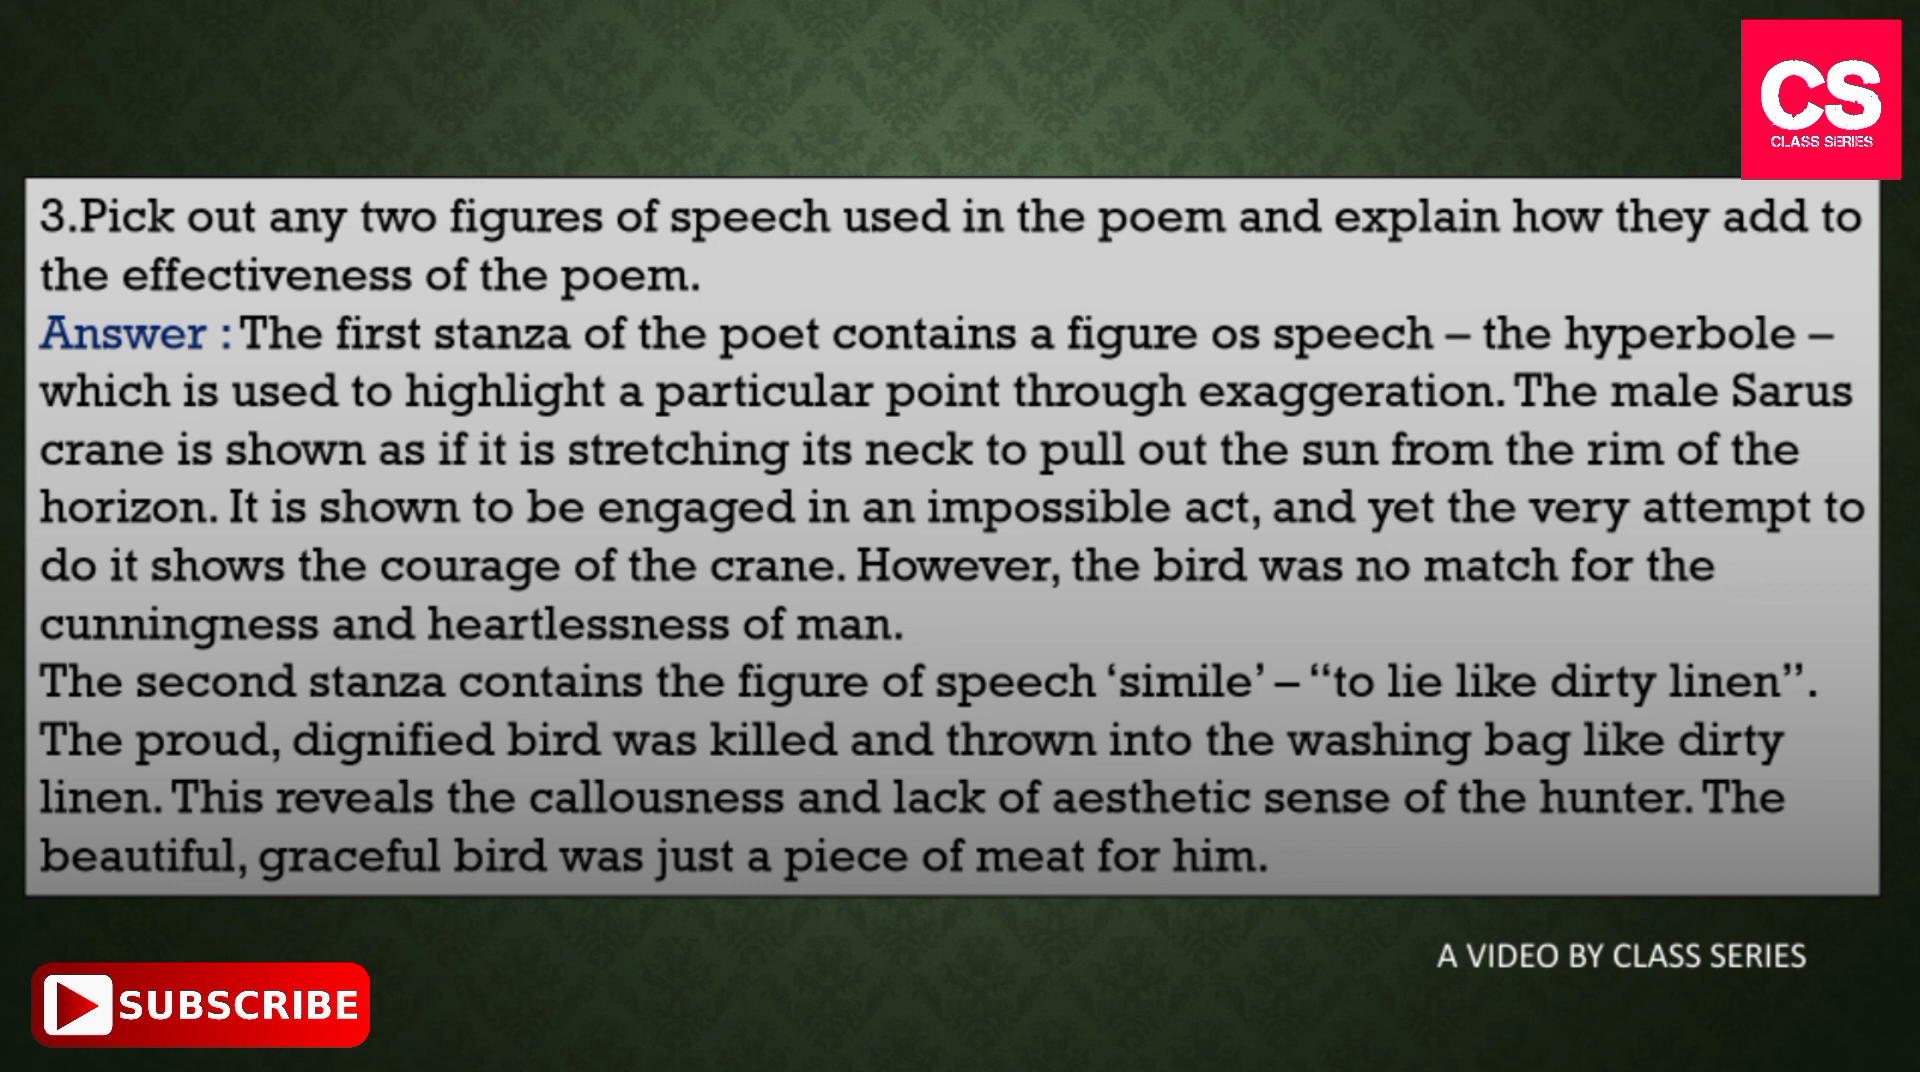 CS
CLASS SERIES
3.Pick out any two figures of speech used in the poem and explain how they add to
the effectiveness of the poem.
Answer : The first stanza of the poet contains a figure os speech – the hyperbole –
which is used to highlight a particular point through exaggeration. The male Sarus
crane is shown as if it is stretching its neck to pull out the sun from the rim of the
horizon. It is shown to be engaged in an impossible act, and yet the very attempt to
do it shows the courage of the crane. However, the bird was no match for the
cunningness and heartlessness of man.
The second stanza contains the figure of speech ‘simile’ – “to lie like dirty linen”.
The proud, dignified bird was killed and thrown into the washing bag like dirty
linen. This reveals the callousness and lack of aesthetic sense of the hunter. The
beautiful, graceful bird was just a piece of meat for him.
A VIDEO BY CLASS SERIES
SUBSCRIBE